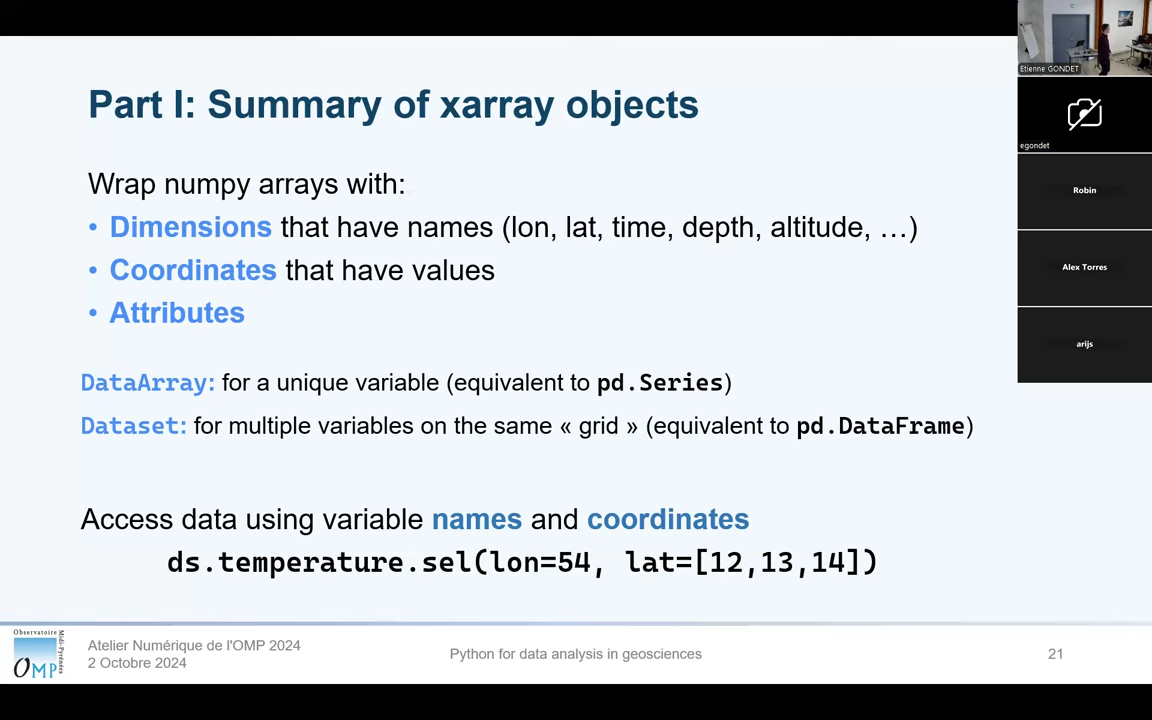 Part I: Summary of xarray objects
Wrap numpy arrays with:
• Dimensions that have names (lon, lat, time, depth, altitude, …)
• Coordinates that have values
• Attributes
DataArray: for a unique variable (equivalent to pd.Series)
Dataset: for multiple variables on the same « grid » (equivalent to pd.DataFrame)
Access data using variable names and coordinates
ds.temperature.sel(lon=54, lat=[12,13,14])
Observatoire
Midi-Pyrénées
OMP
Atelier Numérique de l'OMP 2024
2 Octobre 2024
Python for data analysis in geosciences
21
Etienne GONDET
egondet
Robin
Alex Torres
arijs